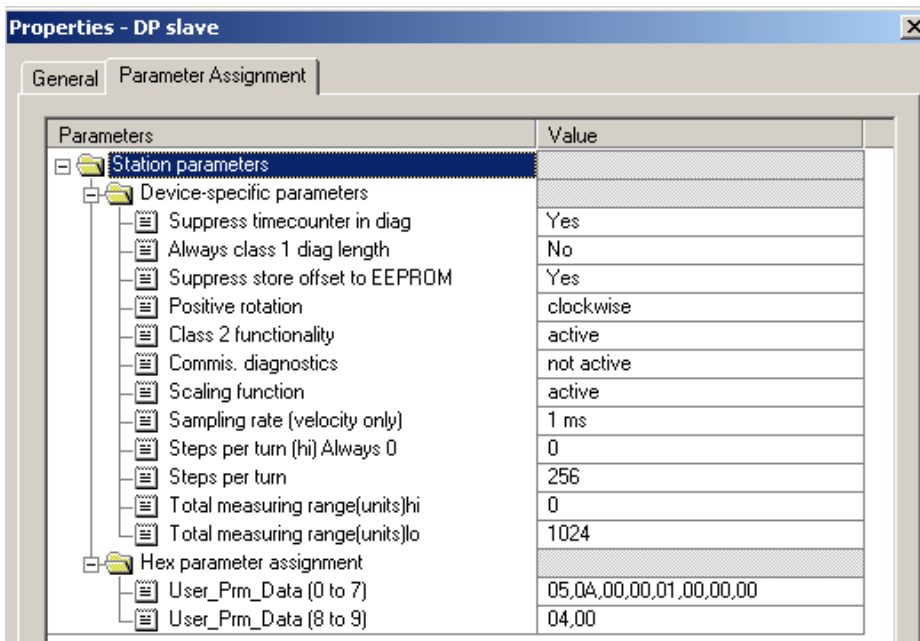 Properties - DP slave
General Parameter Assignment
Parameters Value
Station parameters
Device-specific parameters
Suppress timecounter in diag Yes
Always class 1 diag length No
Suppress store offset to EEPROM Yes
Positive rotation clockwise
Class 2 functionality active
Commis. diagnostics not active
Scaling function active
Sampling rate (velocity only) 1 ms
Steps per turn (hi) Always 0 0
Steps per turn 256
Total measuring range(units)hi 0
Total measuring range(units)lo 1024
Hex parameter assignment
User_Prm_Data (0 to 7) 05,0A,00,00,01,00,00,00
User_Prm_Data (8 to 9) 04,00